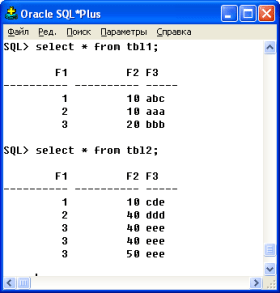 Oracle SQL*Plus
Файл Ред. Поиск Параметры Справка
SQL> select * from tbl1;
F1 F2 F3
---------- ---------- -----
1 10 abc
2 10 aaa
3 20 bbb
SQL> select * from tbl2;
F1 F2 F3
---------- ---------- -----
1 10 cde
2 40 ddd
3 40 eee
3 40 eee
3 50 eee